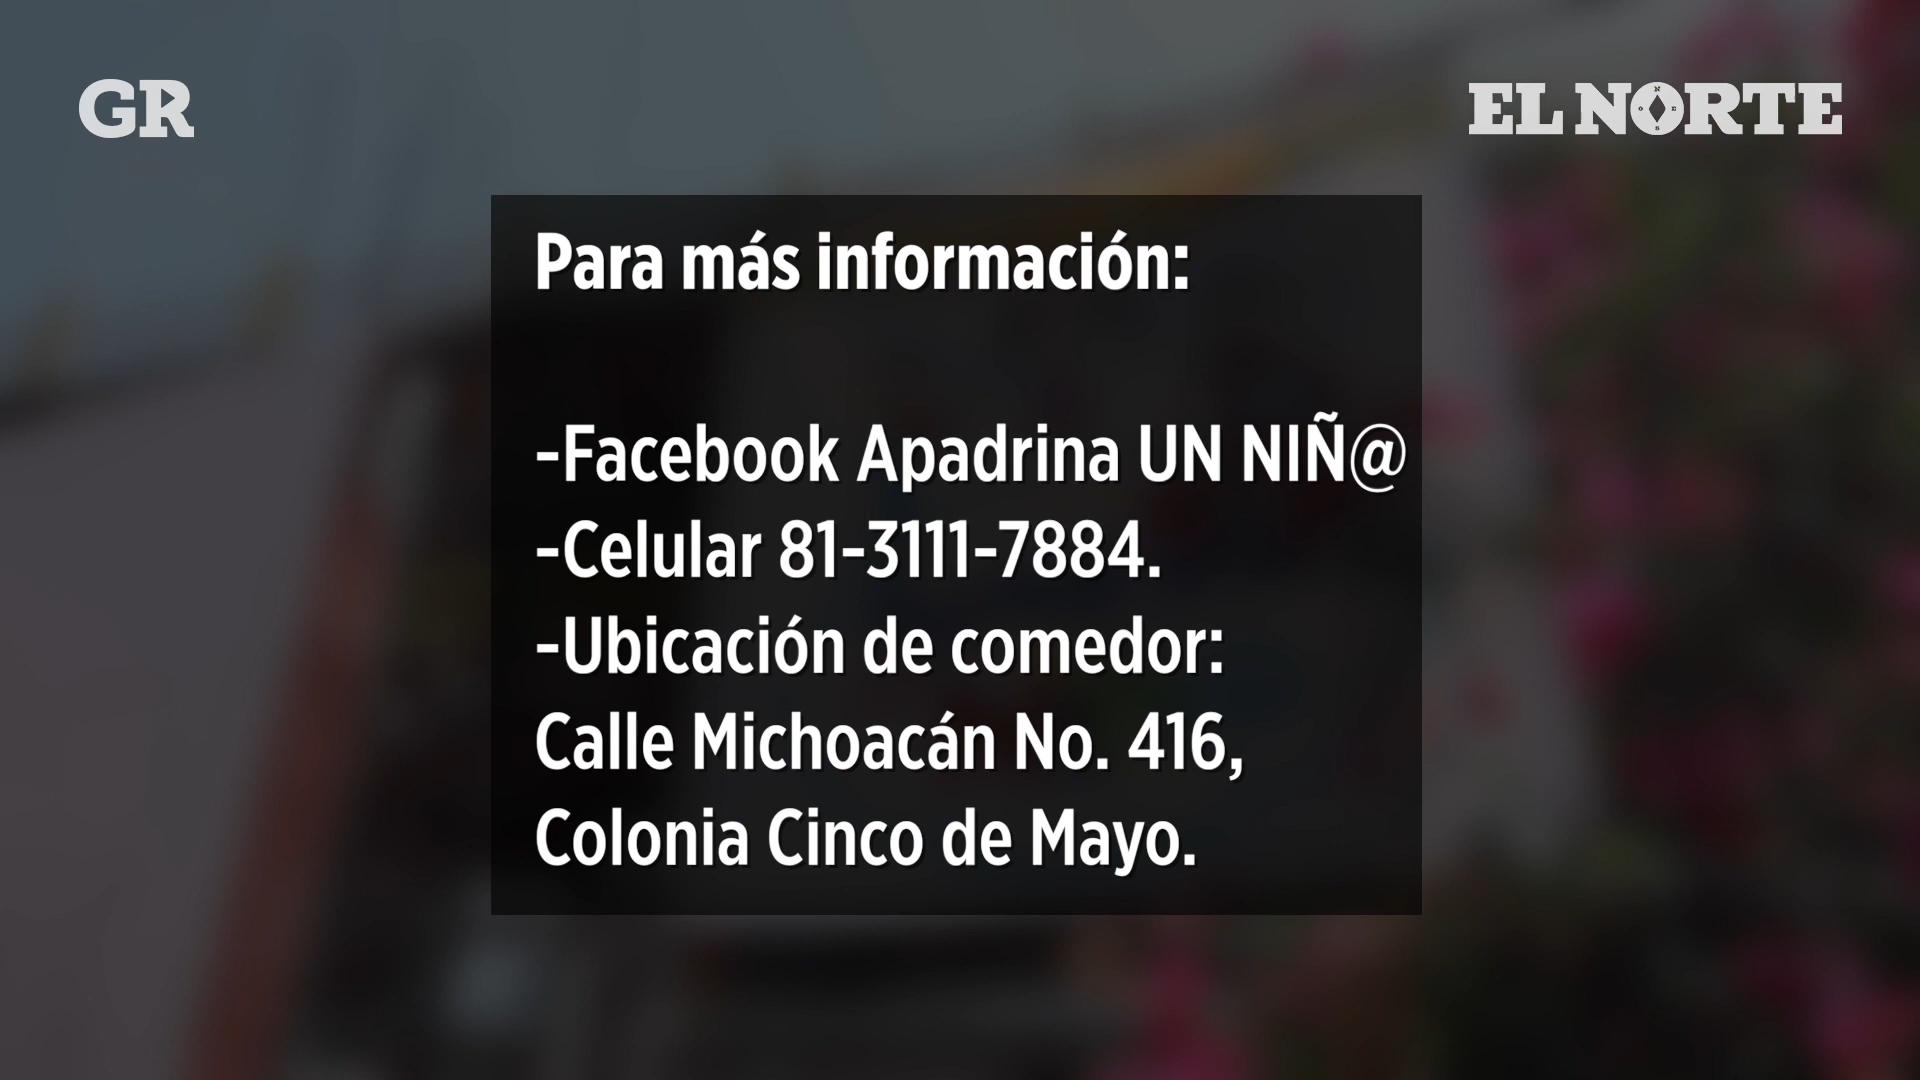 GR
EL NORTE
Para más información:
-Facebook Apadrina UN NIÑ@
-Celular 81-3111-7884.
-Ubicación de comedor:
Calle Michoacán No. 416,
Colonia Cinco de Mayo.